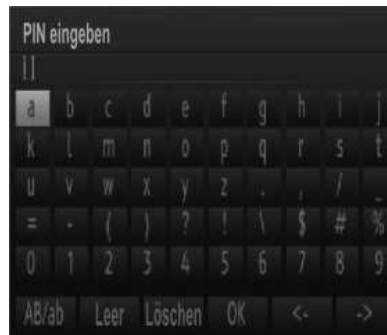 PIN eingeben
[]
a b c d e f g h i j
k l m n o p q r s t
u v w x y z . , / _
= - ( ) ? ! \ $ # %
0 1 2 3 4 5 6 7 8 9
AB/ab Leer Löschen OK <- ->